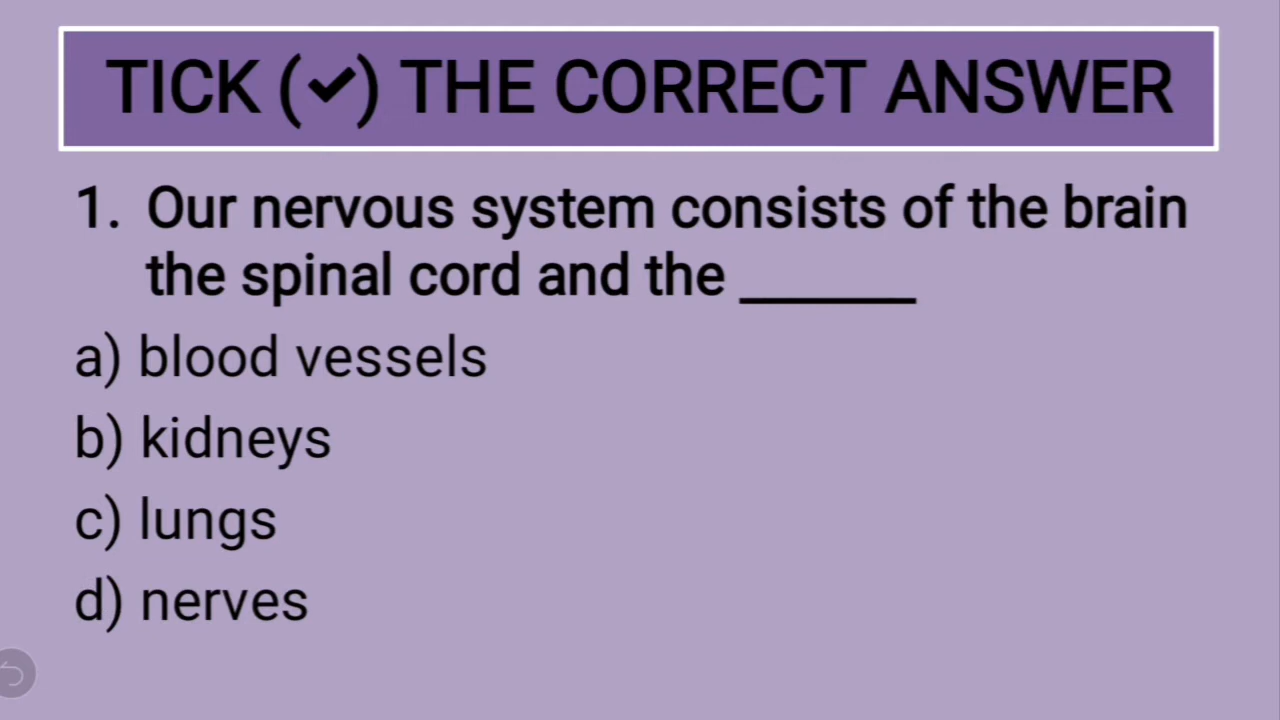 TICK (✔) THE CORRECT ANSWER
1. Our nervous system consists of the brain
the spinal cord and the ______
a) blood vessels
b) kidneys
c) lungs
d) nerves